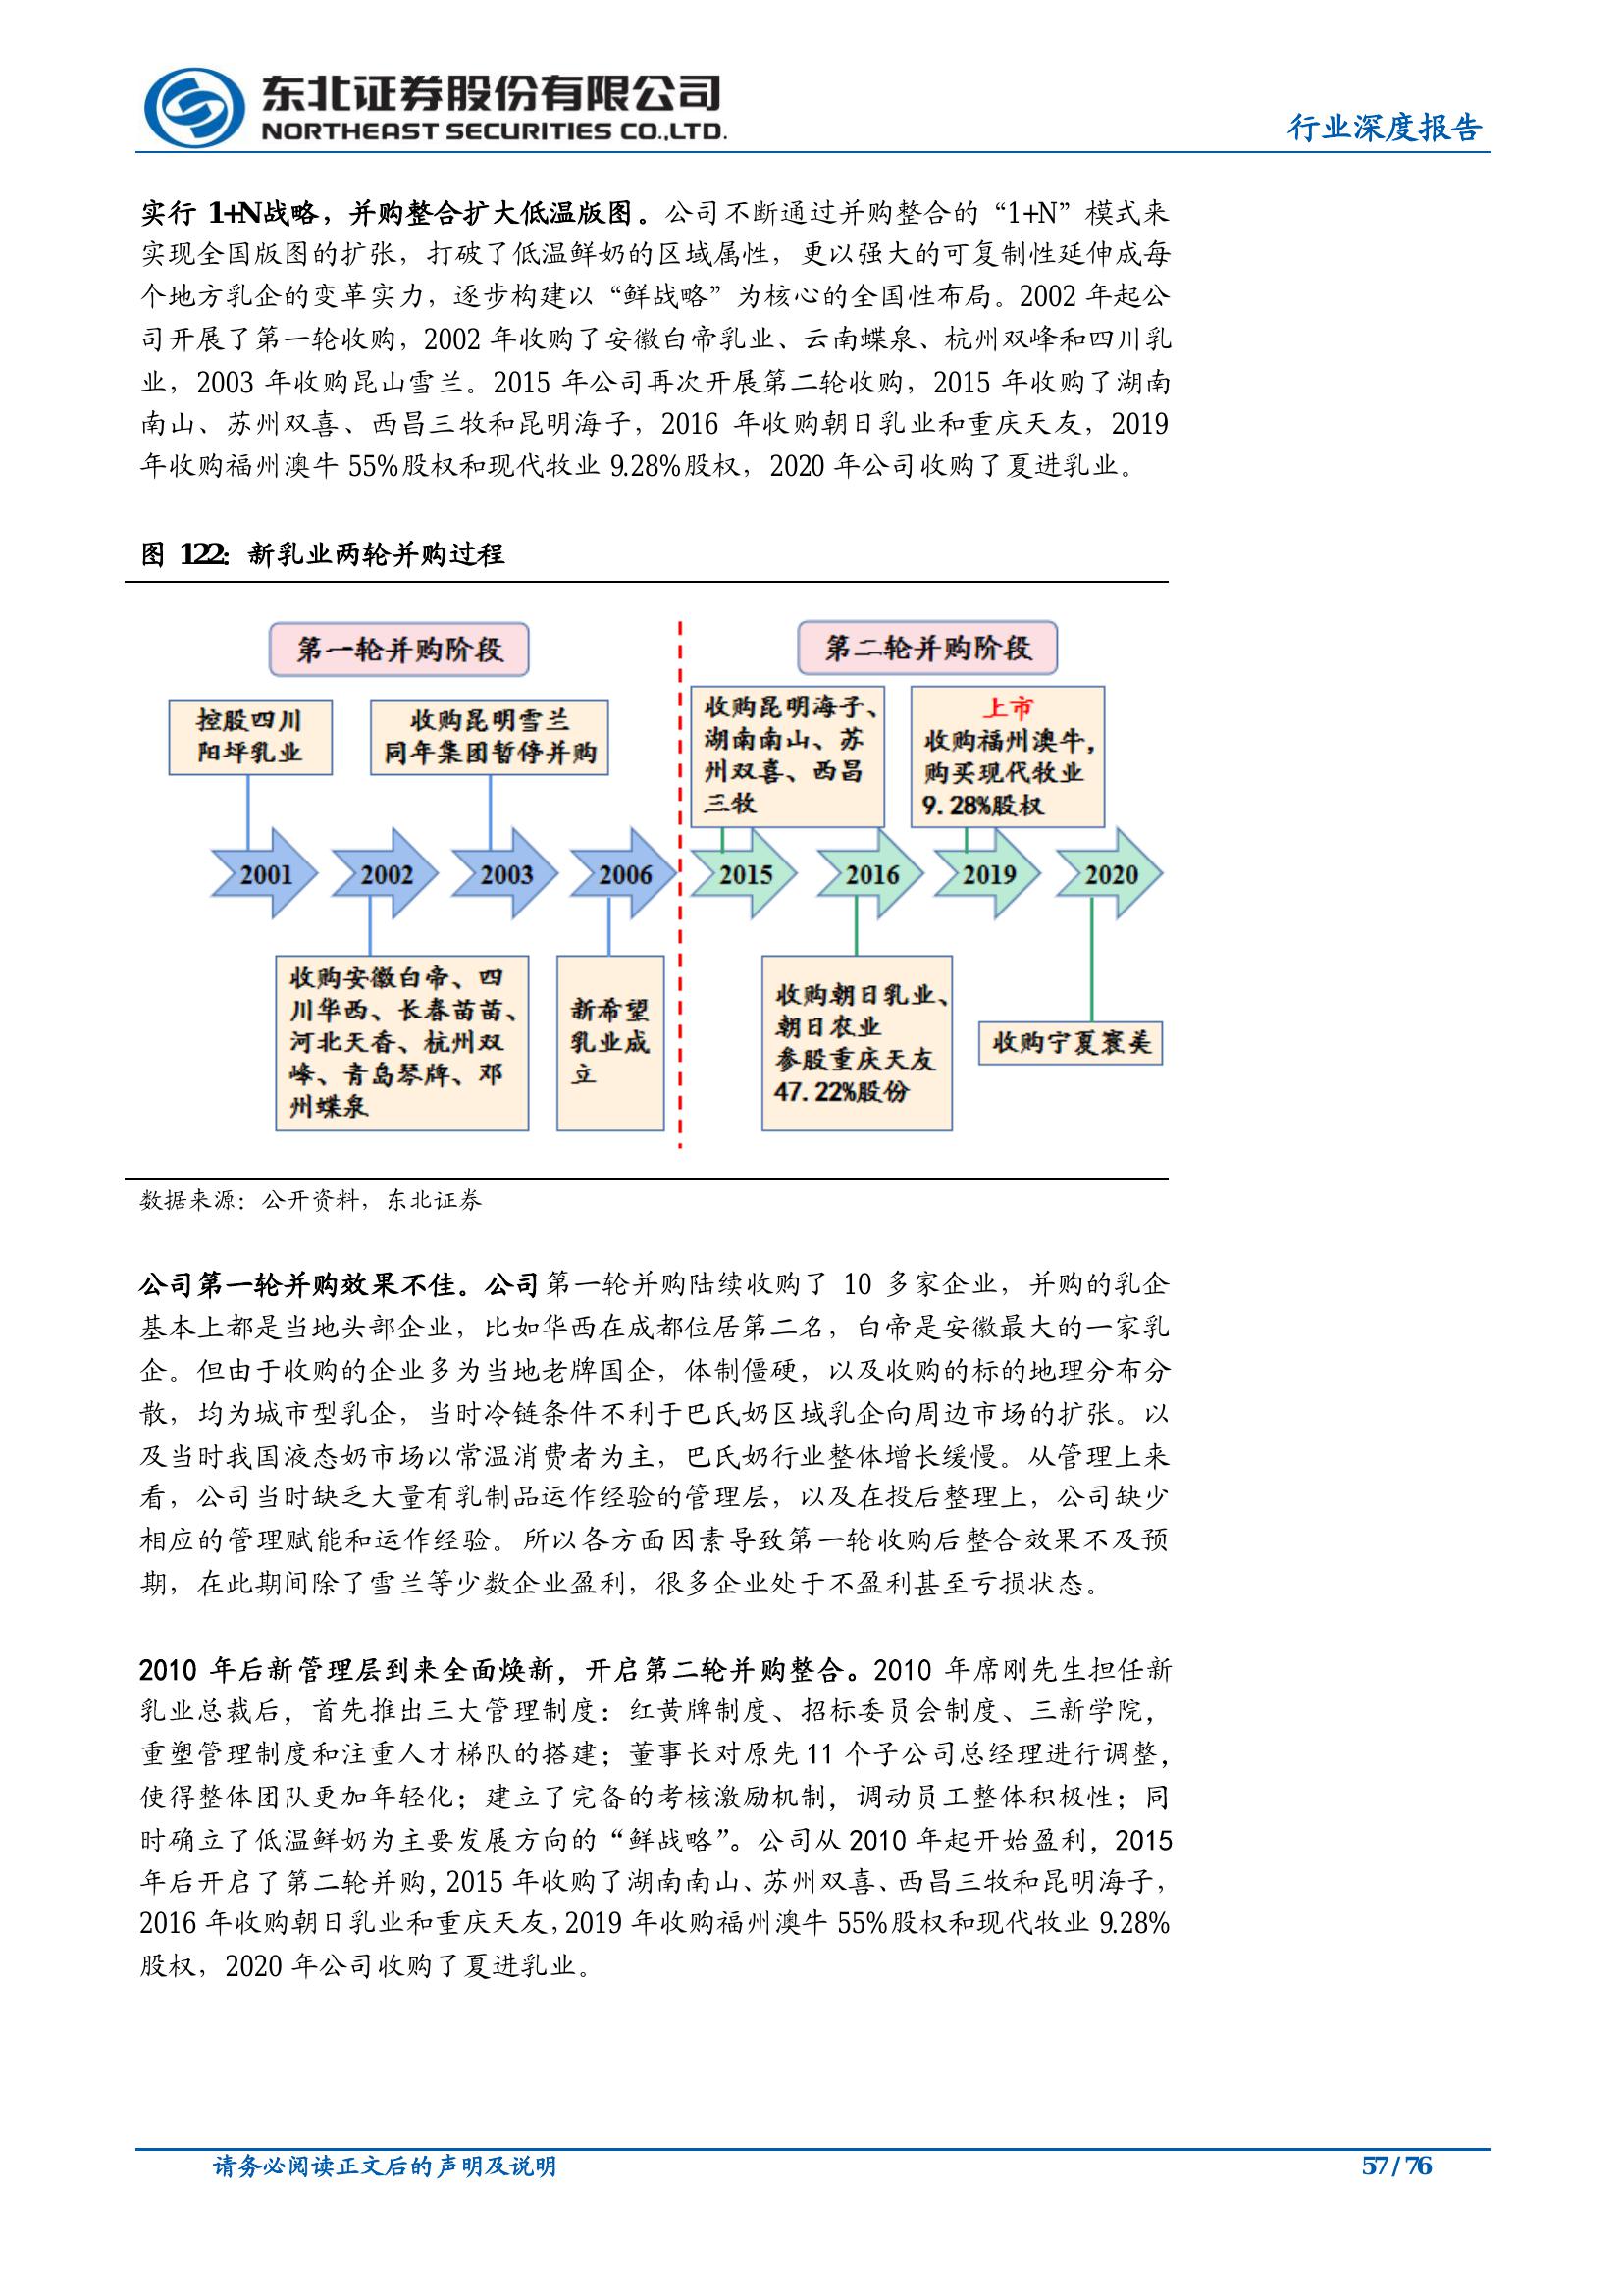 东北证券股份有限公司
NORTHEAST SECURITIES CO.,LTD.
行业深度报告
实行 1+N战略，并购整合扩大低温版图。公司不断通过并购整合的“1+N”模式来
实现全国版图的扩张，打破了低温鲜奶的区域属性，更以强大的可复制性延伸成每
个地方乳企的变革实力，逐步构建以“鲜战略”为核心的全国性布局。2002 年起公
司开展了第一轮收购，2002 年收购了安徽白帝乳业、云南蝶泉、杭州双峰和四川乳
业，2003 年收购昆山雪兰。2015 年公司再次开展第二轮收购，2015 年收购了湖南
南山、苏州双喜、西昌三牧和昆明海子，2016 年收购朝日乳业和重庆天友，2019
年收购福州澳牛 55%股权和现代牧业 9.28%股权，2020 年公司收购了夏进乳业。
图 122：新乳业两轮并购过程
第一轮并购阶段
第二轮并购阶段
控股四川
阳坪乳业
收购昆明雪兰
同年集团暂停并购
收购昆明海子、
湖南南山、苏
州双喜、西昌
三牧
上市
收购福州澳牛，
购买现代牧业
9.28%股权
2001
2002
2003
2006
2015
2016
2019
2020
收购安徽白帝、四
川华西、长春苗苗、
河北天香、杭州双
峰、青岛琴牌、邓
州蝶泉
新希望
乳业成
立
收购朝日乳业、
朝日农业
参股重庆天友
47.22%股份
收购宁夏寰美
数据来源：公开资料，东北证券
公司第一轮并购效果不佳。公司第一轮并购陆续收购了 10 多家企业，并购的乳企
基本上都是当地头部企业，比如华西在成都位居第二名，白帝是安徽最大的一家乳
企。但由于收购的企业多为当地老牌国企，体制僵硬，以及收购的标的地理分布分
散，均为城市型乳企，当时冷链条件不利于巴氏奶区域乳企向周边市场的扩张。以
及当时我国液态奶市场以常温消费者为主，巴氏奶行业整体增长缓慢。从管理上来
看，公司当时缺乏大量有乳制品运作经验的管理层，以及在投后整理上，公司缺少
相应的管理赋能和运作经验。所以各方面因素导致第一轮收购后整合效果不及预
期，在此期间除了雪兰等少数企业盈利，很多企业处于不盈利甚至亏损状态。
2010 年后新管理层到来全面焕新，开启第二轮并购整合。2010 年席刚先生担任新
乳业总裁后，首先推出三大管理制度：红黄牌制度、招标委员会制度、三新学院，
重塑管理制度和注重人才梯队的搭建；董事长对原先 11 个子公司总经理进行调整，
使得整体团队更加年轻化；建立了完备的考核激励机制，调动员工整体积极性；同
时确立了低温鲜奶为主要发展方向的“鲜战略”。公司从 2010 年起开始盈利，2015
年后开启了第二轮并购，2015 年收购了湖南南山、苏州双喜、西昌三牧和昆明海子，
2016 年收购朝日乳业和重庆天友，2019 年收购福州澳牛 55%股权和现代牧业 9.28%
股权，2020 年公司收购了夏进乳业。
请务必阅读正文后的声明及说明
57 / 76